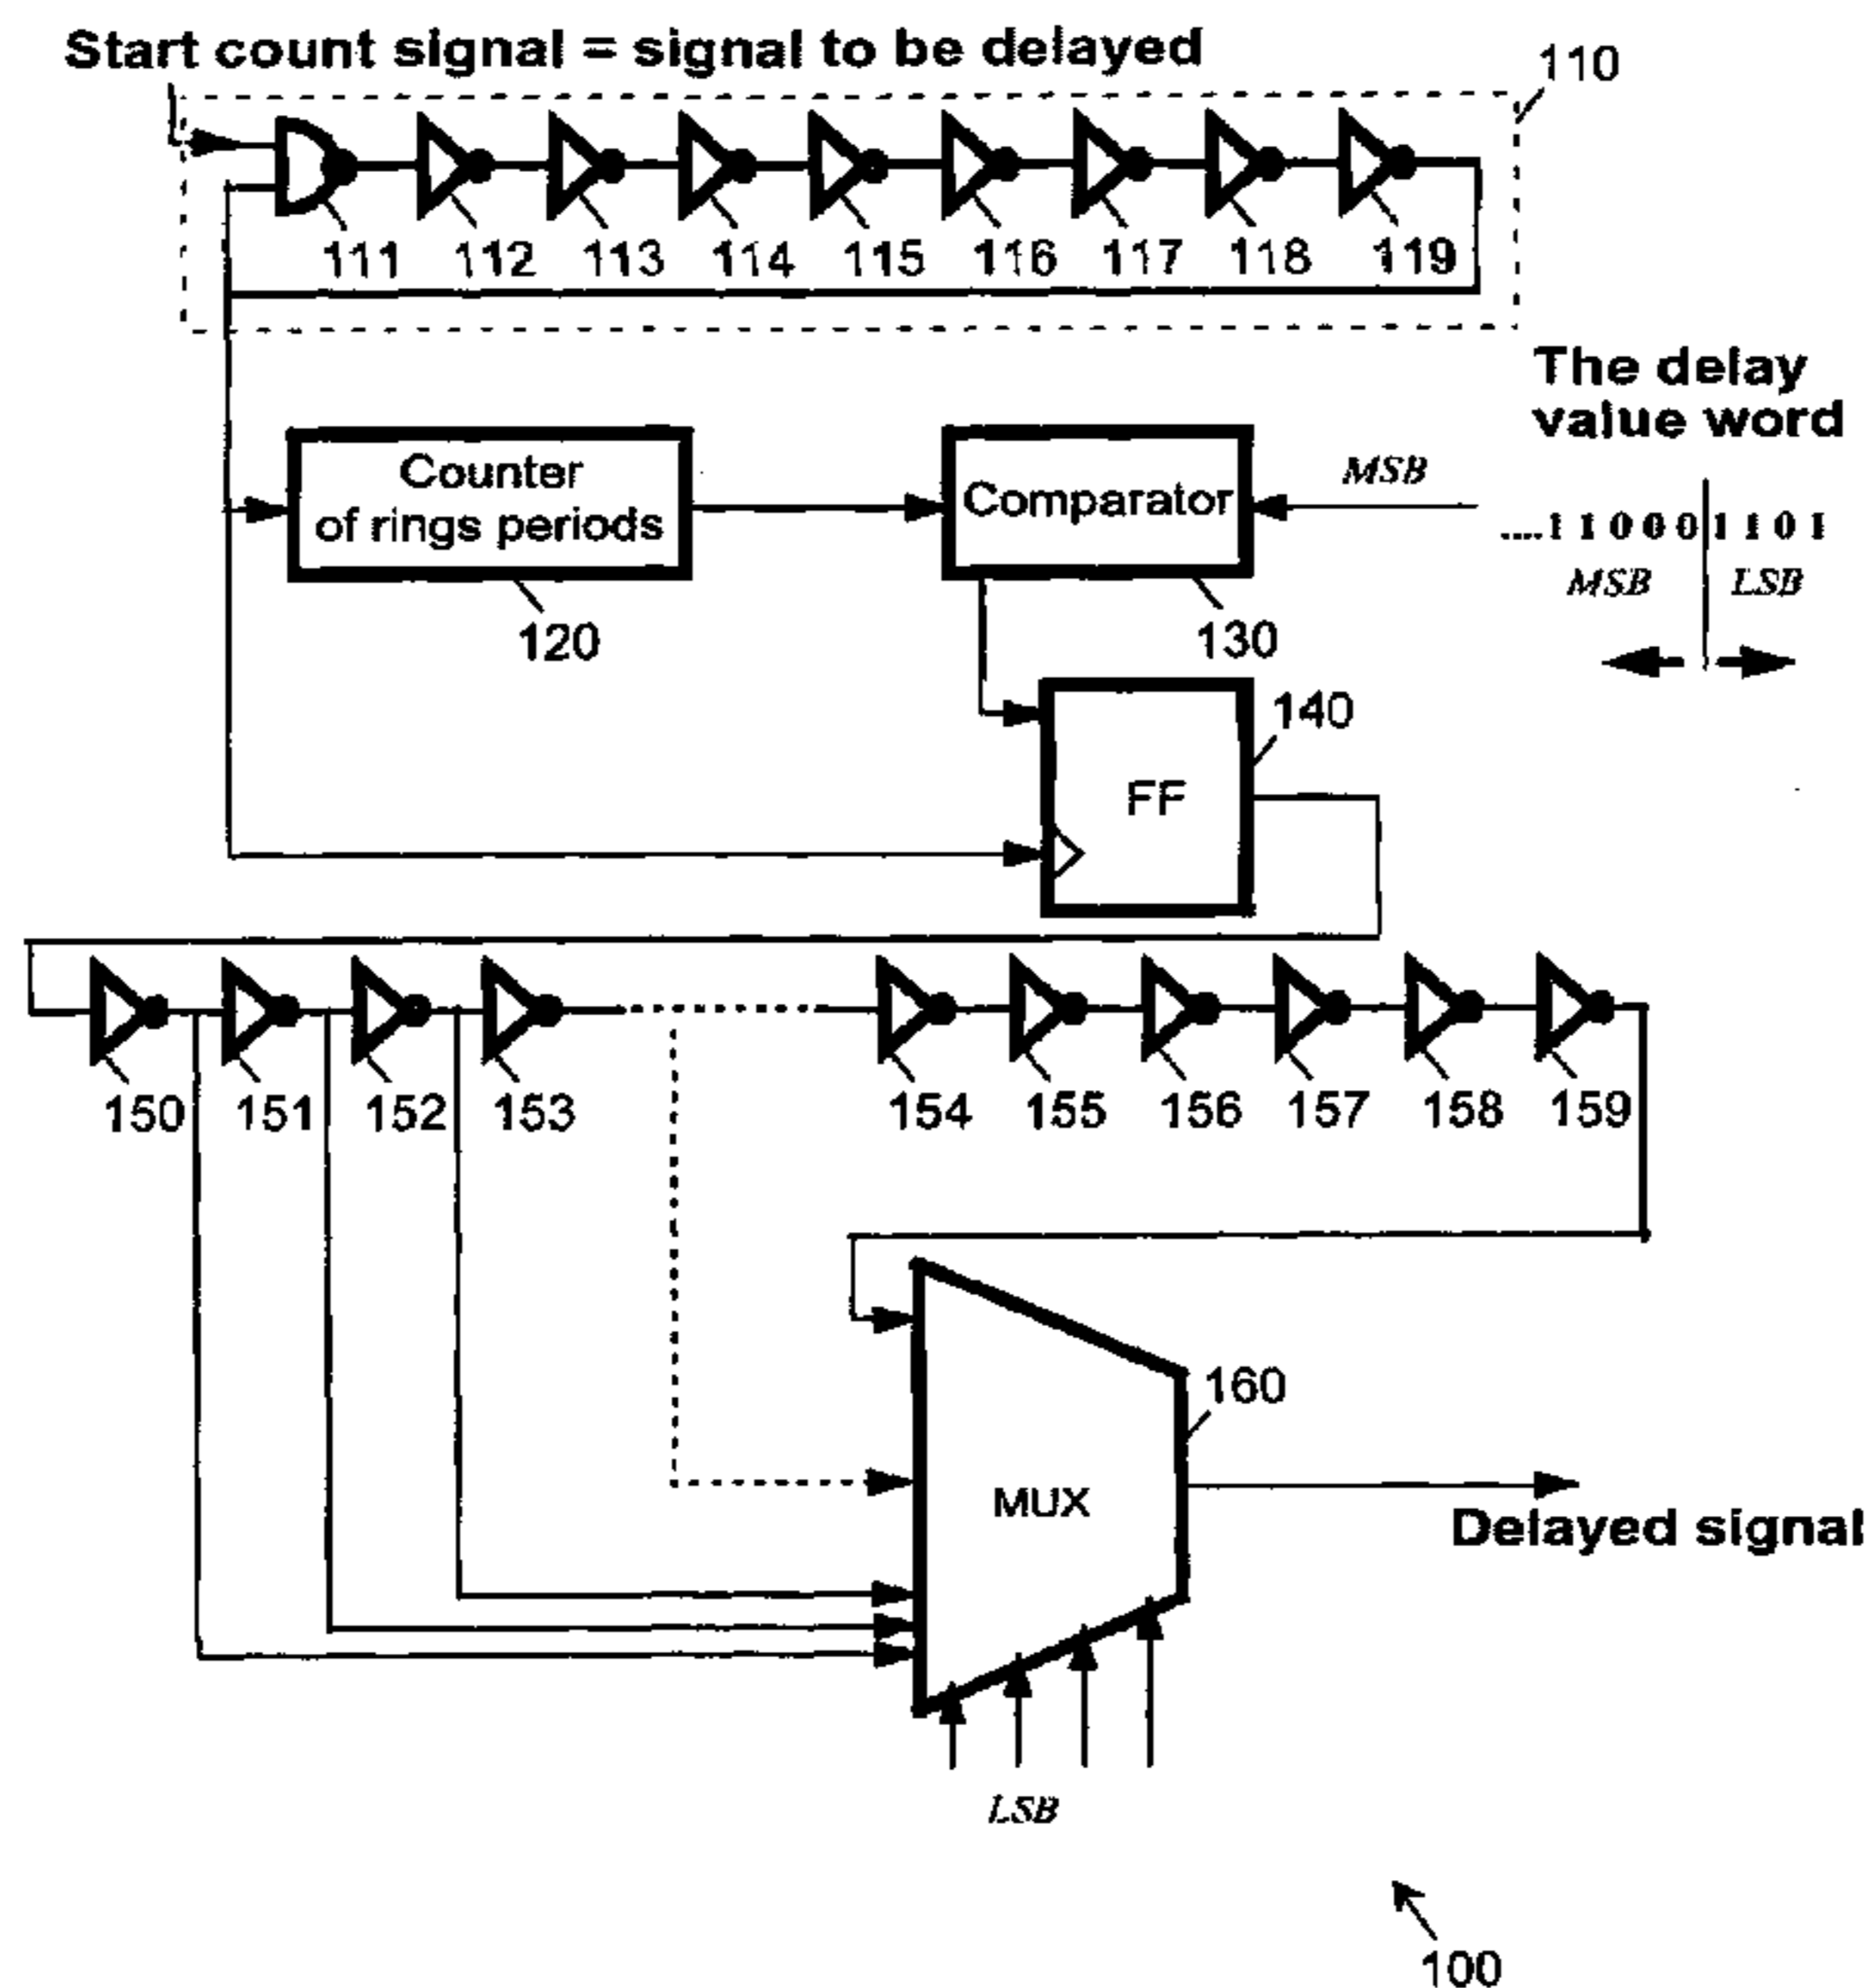 Start count signal = signal to be delayed
110
111 112 113 114 115 116 117 118 119
The delay
value word
Counter
of rings periods
Comparator
MSB
....1 1 0 0 0 1 1 0 1
MSB LSB
120
130
140
FF
150 151 152 153 154 155 156 157 158 159
160
MUX
Delayed signal
LSB
100